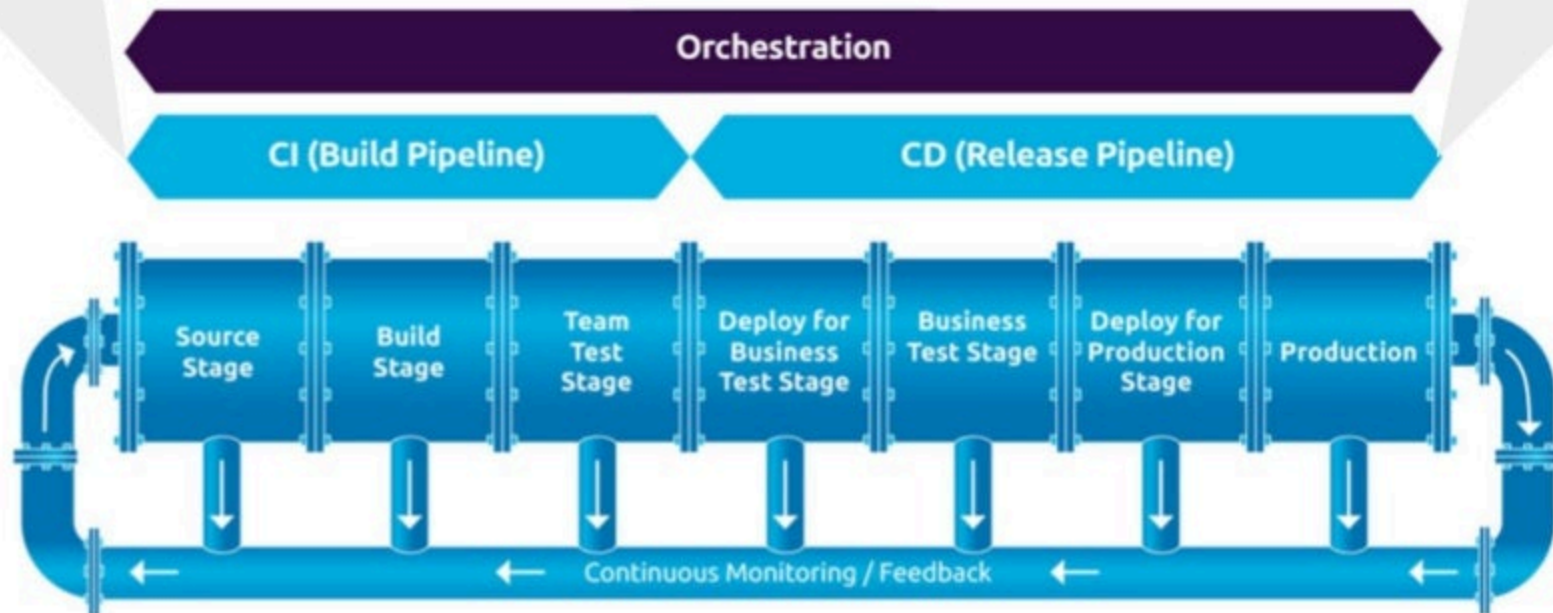 Orchestration
CI (Build Pipeline)
CD (Release Pipeline)
Source
Stage
Build
Stage
Team
Test
Stage
Deploy for
Business
Test Stage
Business
Test Stage
Deploy for
Production
Stage
Production
Continuous Monitoring / Feedback